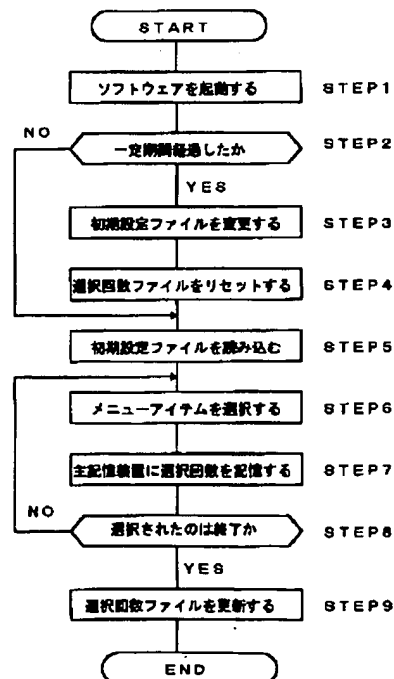 START
ソフトウェアを起動する STEP1
NO
一定期間経過したか STEP2
YES
初期設定ファイルを変更する STEP3
選択回数ファイルをリセットする STEP4
初期設定ファイルを読み込む STEP5
メニューアイテムを選択する STEP6
主記憶装置に選択回数を記憶する STEP7
NO
選択されたのは終了か STEP8
YES
選択回数ファイルを更新する STEP9
END